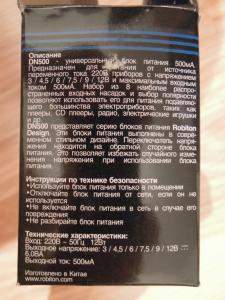 Описание
DN500 - универсальный блок питания 500мА
Предназначен для питания от источника
переменного тока 220В приборов с напряжением
3 / 4,5 / 6 / 7,5 / 9 / 12В и максимальным входным
током 500мА. Набор из 8 наиболее распро-
страненных насадок и выбор полярности
позволяют использовать его для питания подавляю-
щего большинства электроустройств, таких как
плееры, CD плееры, радио, электрические игрушки
и др.
DN500 представляет серию блоков питания Robiton
Design. Эти блоки питания выполнены в совре-
менном стильном дизайне. Переключатель напря-
жения находится на обратной стороне блока
питания. Это позволяет избежать случайного изме-
нения напряжения при использовании блока
питания.
Инструкции по технике безопасности
•Используйте блок питания только в помещении
•Отключайте блок питания от сети, если он не
используется
•Не включайте блок питания в сеть в случае его
повреждения
•Не разбирайте блок питания
Технические характеристики
Вход: 220В ~ 50Гц 12Вт
Выходное напряжение: 3 / 4,5 / 6 / 7,5 / 9 / 12В
6,0ВА
Выходной ток: 500мА
Изготовлено в Китае
www.robiton.com